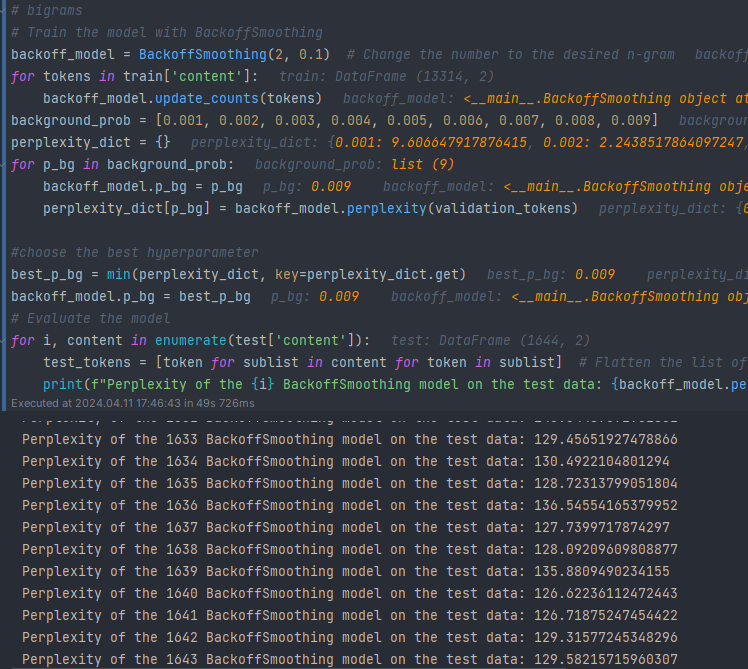 # bigrams
# Train the model with BackoffSmoothing
backoff_model = BackoffSmoothing(2, 0.1)  # Change the number to the desired n-gram   backoff
for tokens in train['content']:   train: DataFrame (13314, 2)
    backoff_model.update_counts(tokens)   backoff_model: <__main__.BackoffSmoothing object at
background_prob = [0.001, 0.002, 0.003, 0.004, 0.005, 0.006, 0.007, 0.008, 0.009]   backgroun
perplexity_dict = {}   perplexity_dict: {0.001: 9.606647917876415, 0.002: 2.2438517864097247,
for p_bg in background_prob:   background_prob: list (9)
    backoff_model.p_bg = p_bg   p_bg: 0.009   backoff_model: <__main__.BackoffSmoothing obje
    perplexity_dict[p_bg] = backoff_model.perplexity(validation_tokens)   perplexity_dict: {
#choose the best hyperparameter
best_p_bg = min(perplexity_dict, key=perplexity_dict.get)   best_p_bg: 0.009   perplexity_di
backoff_model.p_bg = best_p_bg   p_bg: 0.009   backoff_model: <__main__.BackoffSmoothing obj
# Evaluate the model
for i, content in enumerate(test['content']):   test: DataFrame (1644, 2)
    test_tokens = [token for sublist in content for token in sublist]  # Flatten the list of
    print(f"Perplexity of the {i} BackoffSmoothing model on the test data: {backoff_model.pe
Executed at 2024.04.11 17:46:43 in 49s 726ms
Perplexity of the 1633 BackoffSmoothing model on the test data: 129.45651927478866
Perplexity of the 1634 BackoffSmoothing model on the test data: 130.4922104801294
Perplexity of the 1635 BackoffSmoothing model on the test data: 128.72313799051804
Perplexity of the 1636 BackoffSmoothing model on the test data: 136.54554165379952
Perplexity of the 1637 BackoffSmoothing model on the test data: 127.7399717874297
Perplexity of the 1638 BackoffSmoothing model on the test data: 128.09209609808877
Perplexity of the 1639 BackoffSmoothing model on the test data: 135.8809490234155
Perplexity of the 1640 BackoffSmoothing model on the test data: 126.62236112472443
Perplexity of the 1641 BackoffSmoothing model on the test data: 126.71875247454422
Perplexity of the 1642 BackoffSmoothing model on the test data: 129.31577245348296
Perplexity of the 1643 BackoffSmoothing model on the test data: 129.58215715960307